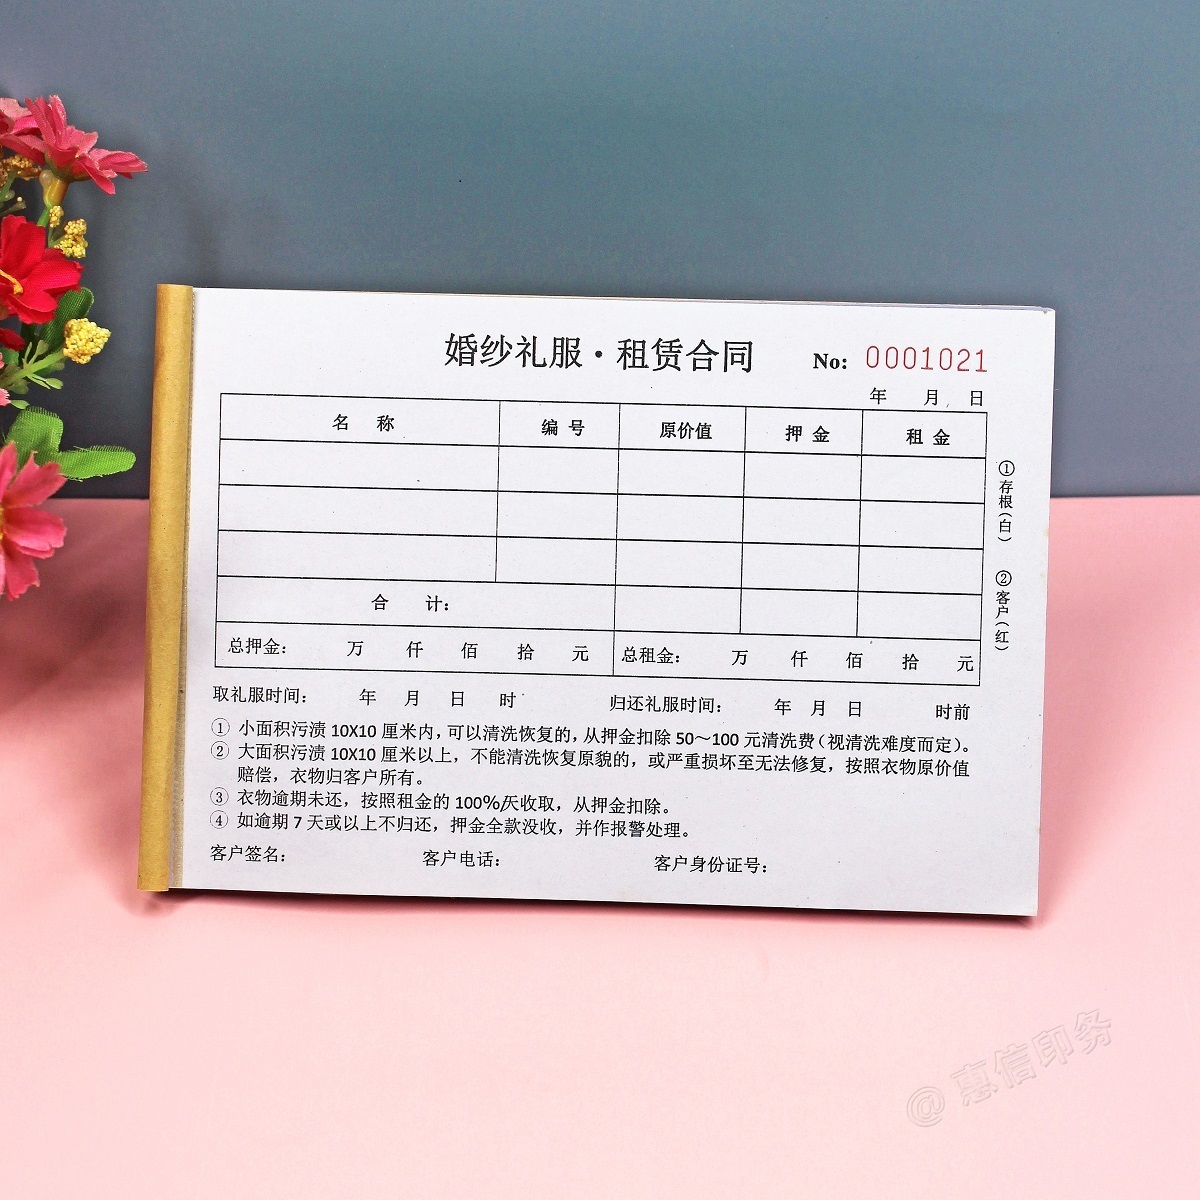 婚纱礼服·租赁合同 No: 0001021
年 月 日
名 称 编 号 原价值 押 金 租 金
合 计:
总押金: 万 仟 佰 拾 元 总租金: 万 仟 佰 拾 元
取礼服时间: 年 月 日 时 归还礼服时间: 年 月 日 时前
① 小面积污渍 10X10 厘米内，可以清洗恢复的，从押金扣除 50～100 元清洗费（视清洗难度而定）。
② 大面积污渍 10X10 厘米以上，不能清洗恢复原貌的，或严重损坏至无法修复，按照衣物原价值
赔偿，衣物归客户所有。
③ 衣物逾期未还，按照租金的 100%/天收取，从押金扣除。
④ 如逾期 7 天或以上不归还，押金全款没收，并作报警处理。
客户签名: 客户电话: 客户身份证号:
①存根（白）
②客户（红）
@惠信印务